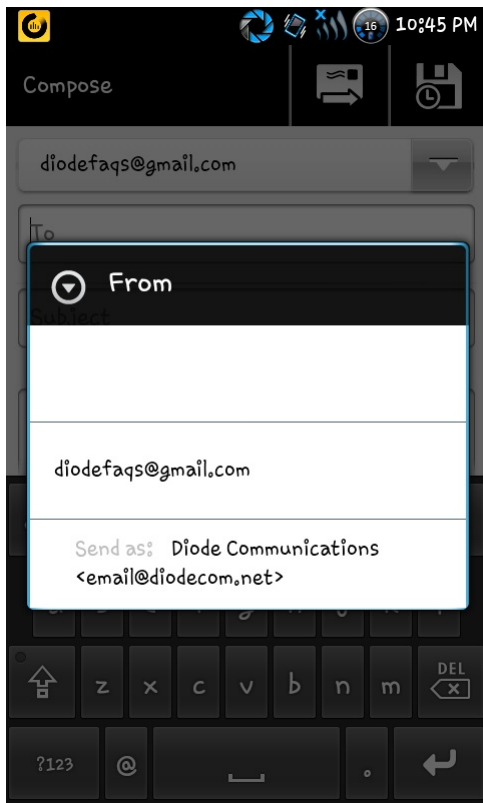 16 10:45 PM
Compose
diodefaqs@gmail.com
To
From
Subject
diodefaqs@gmail.com
Send as: Diode Communications
<email@diodecom.net>
z x c v b n m DEL
?123 @ .